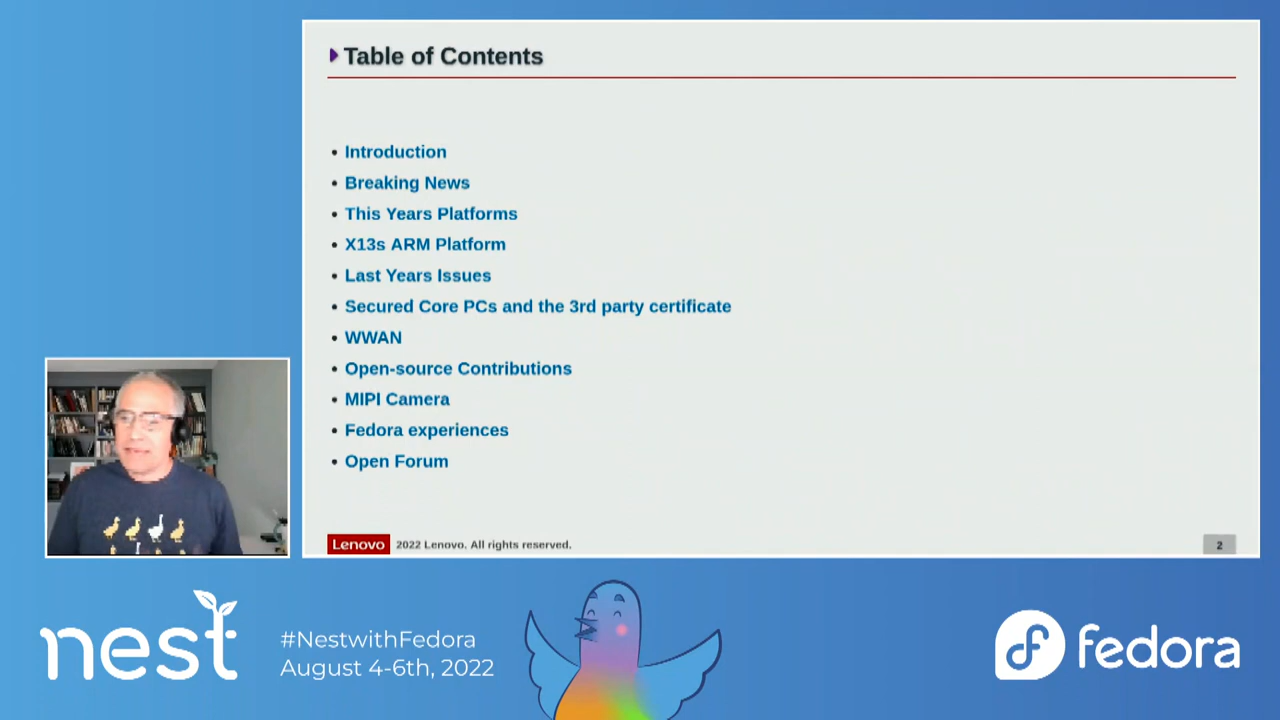 Table of Contents
• Introduction
• Breaking News
• This Years Platforms
• X13s ARM Platform
• Last Years Issues
• Secured Core PCs and the 3rd party certificate
• WWAN
• Open-source Contributions
• MIPI Camera
• Fedora experiences
• Open Forum
Lenovo 2022 Lenovo. All rights reserved. 2
nest
#NestwithFedora
August 4-6th, 2022
fedora